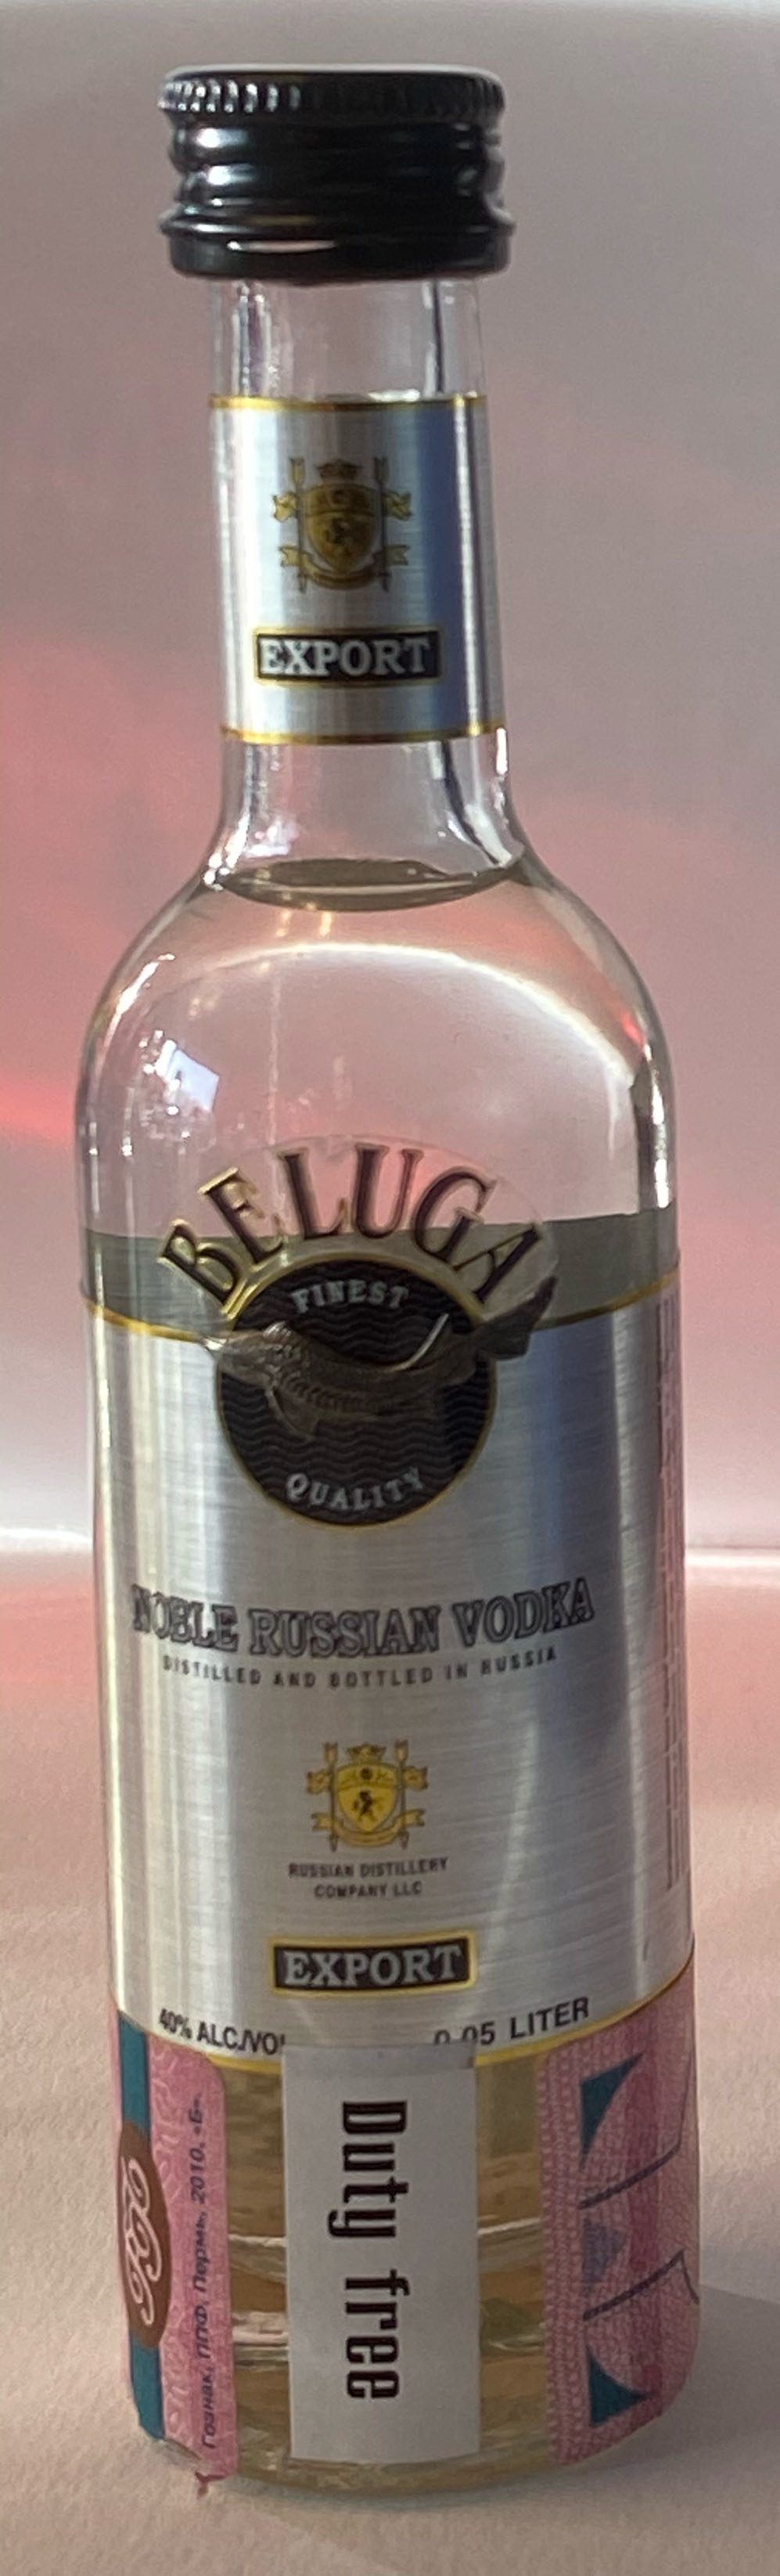 EXPORT
BELUGA
FINEST
QUALITY
NOBLE RUSSIAN VODKA
DISTILLED AND BOTTLED IN RUSSIA
RUSSIAN DISTILLERY
COMPANY LLC
EXPORT
40% ALC/VOL
0.05 LITER
Duty free
Гознак, ППФ, Пермь, 2010, «Б».